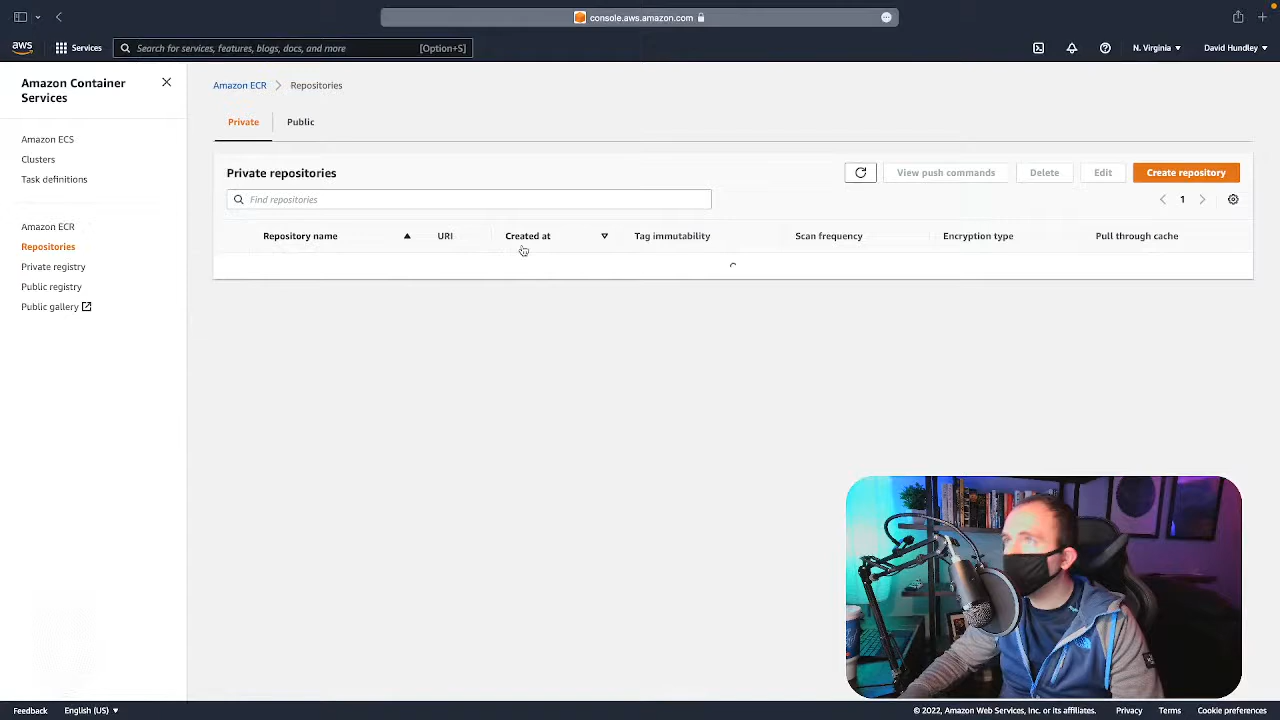 console.aws.amazon.com
aws Services Search for services, features, blogs, docs, and more [Option+S] N. Virginia David Hundley
Amazon Container Services
Amazon ECS
Clusters
Task definitions
Amazon ECR
Repositories
Private registry
Public registry
Public gallery
Amazon ECR > Repositories
Private Public
Private repositories View push commands Delete Edit Create repository
Find repositories 1
Repository name URI Created at Tag immutability Scan frequency Encryption type Pull through cache
Feedback English (US) © 2022, Amazon Web Services, Inc. or its affiliates. Privacy Terms Cookie preferences